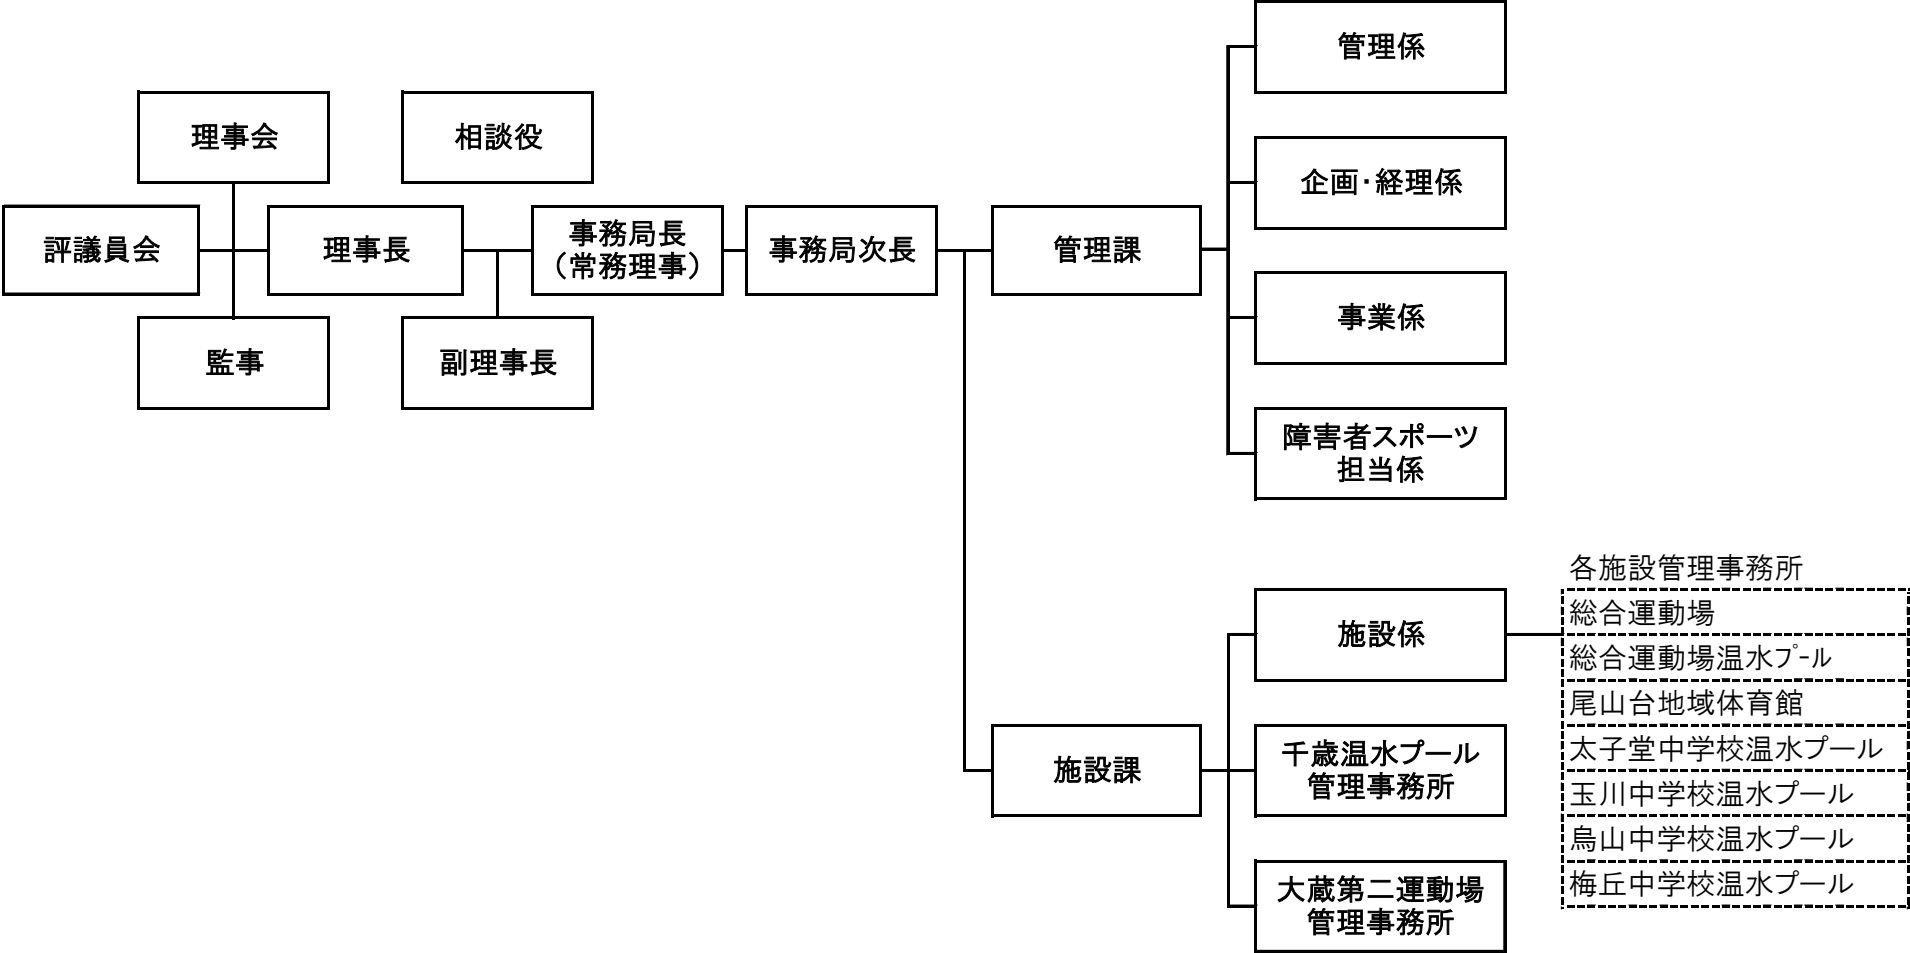 評議員会
理事会
監事
理事長
相談役
副理事長
事務局長
（常務理事）
事務局次長
管理課
管理係
企画・経理係
事業係
障害者スポーツ
担当係
施設課
施設係
千歳温水プール
管理事務所
大蔵第二運動場
管理事務所
各施設管理事務所
総合運動場
総合運動場温水ﾌﾟｰﾙ
尾山台地域体育館
太子堂中学校温水プール
玉川中学校温水プール
烏山中学校温水プール
梅丘中学校温水プール